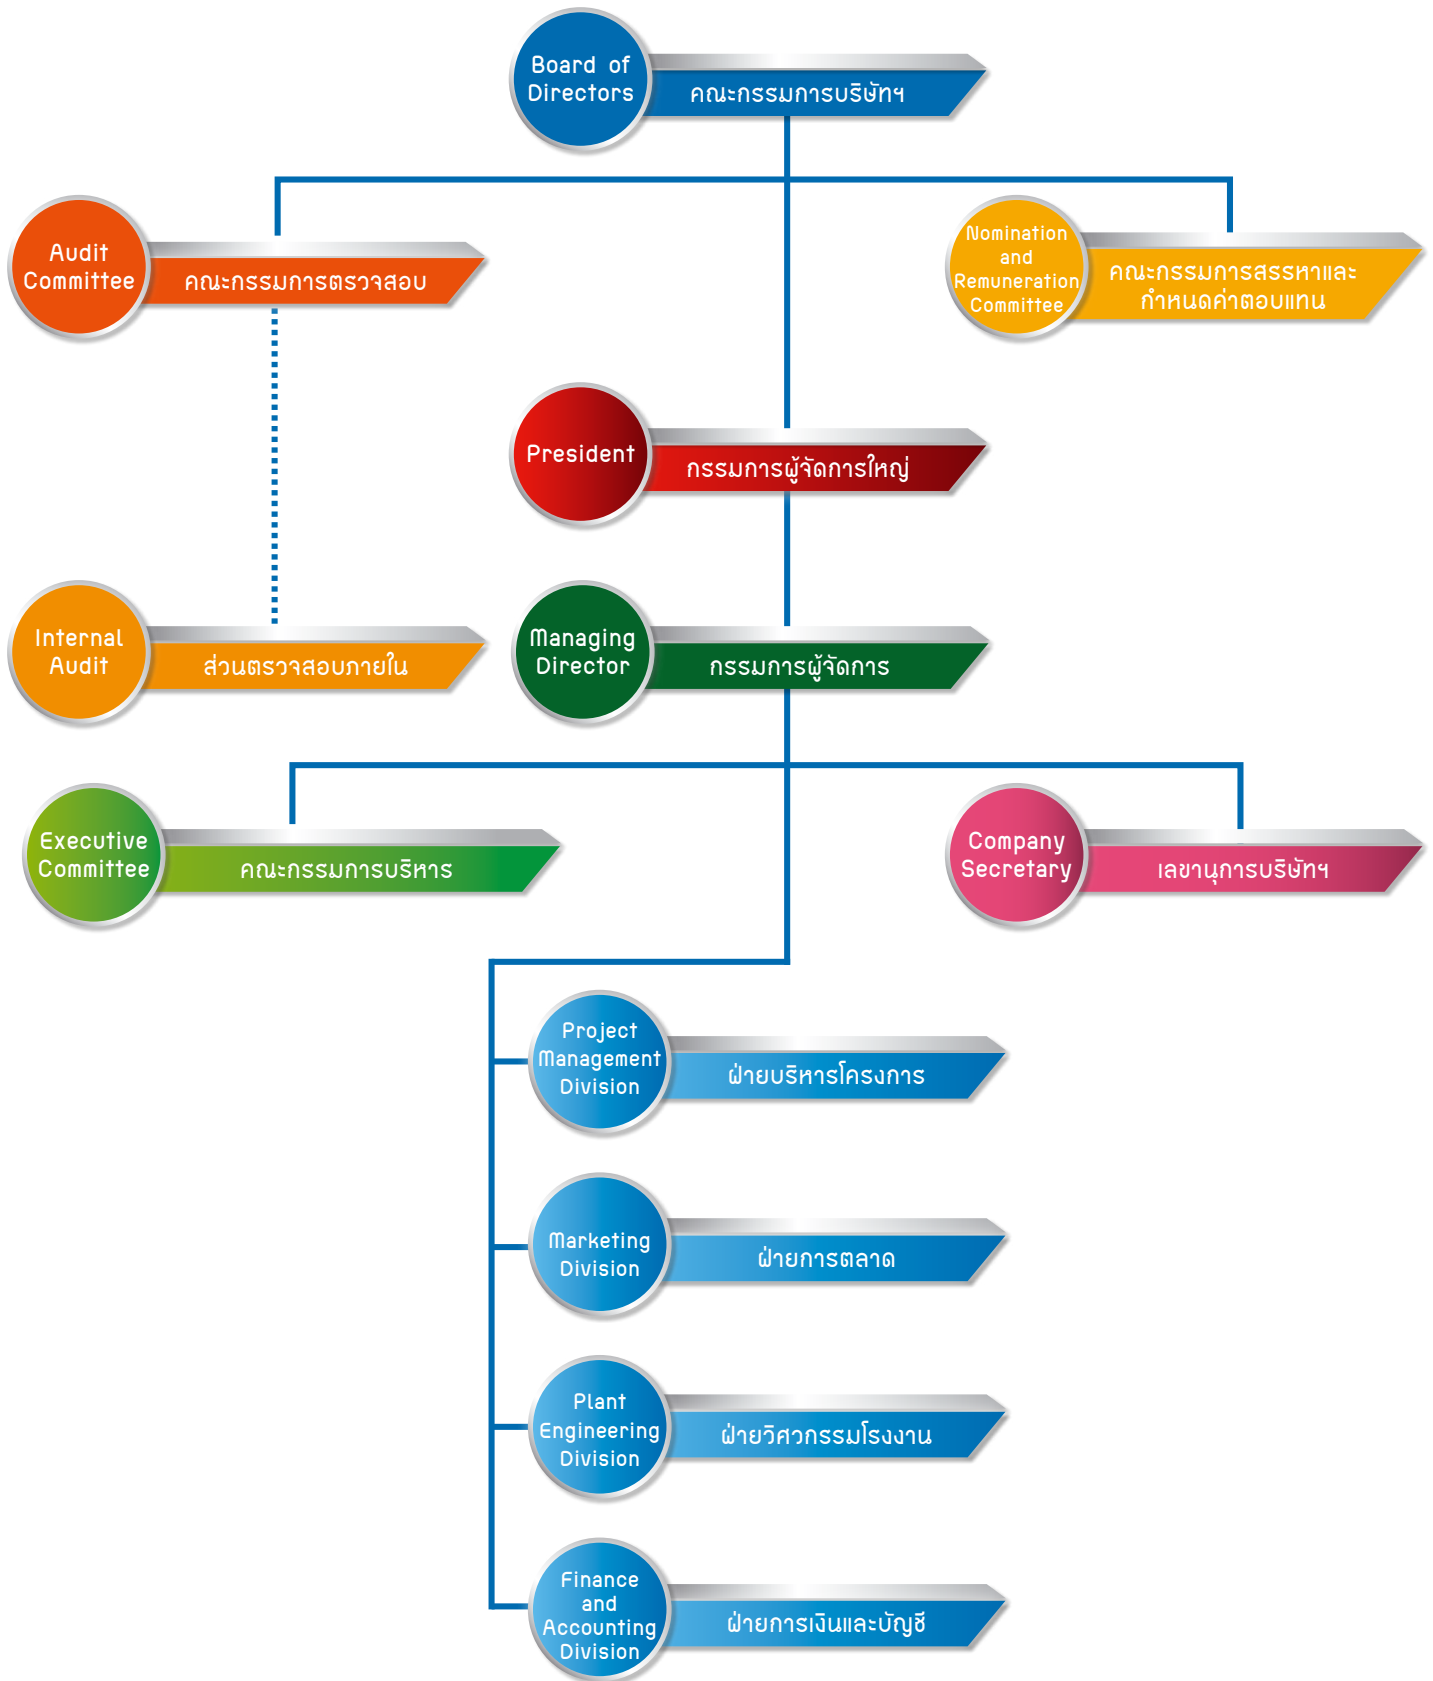 Board of
Directors
คณะกรรมการบริษัทฯ
Audit
Committee
คณะกรรมการตรวจสอบ
Nomination
and
Remuneration
Committee
คณะกรรมการสรรหาและ
กำหนดค่าตอบแทน
President
กรรมการผู้จัดการใหญ่
Internal
Audit
ส่วนตรวจสอบภายใน
Managing
Director
กรรมการผู้จัดการ
Executive
Committee
คณะกรรมการบริหาร
Company
Secretary
เลขานุการบริษัทฯ
Project
Management
Division
ฝ่ายบริหารโครงการ
Marketing
Division
ฝ่ายการตลาด
Plant
Engineering
Division
ฝ่ายวิศวกรรมโรงงาน
Finance
and
Accounting
Division
ฝ่ายการเงินและบัญชี